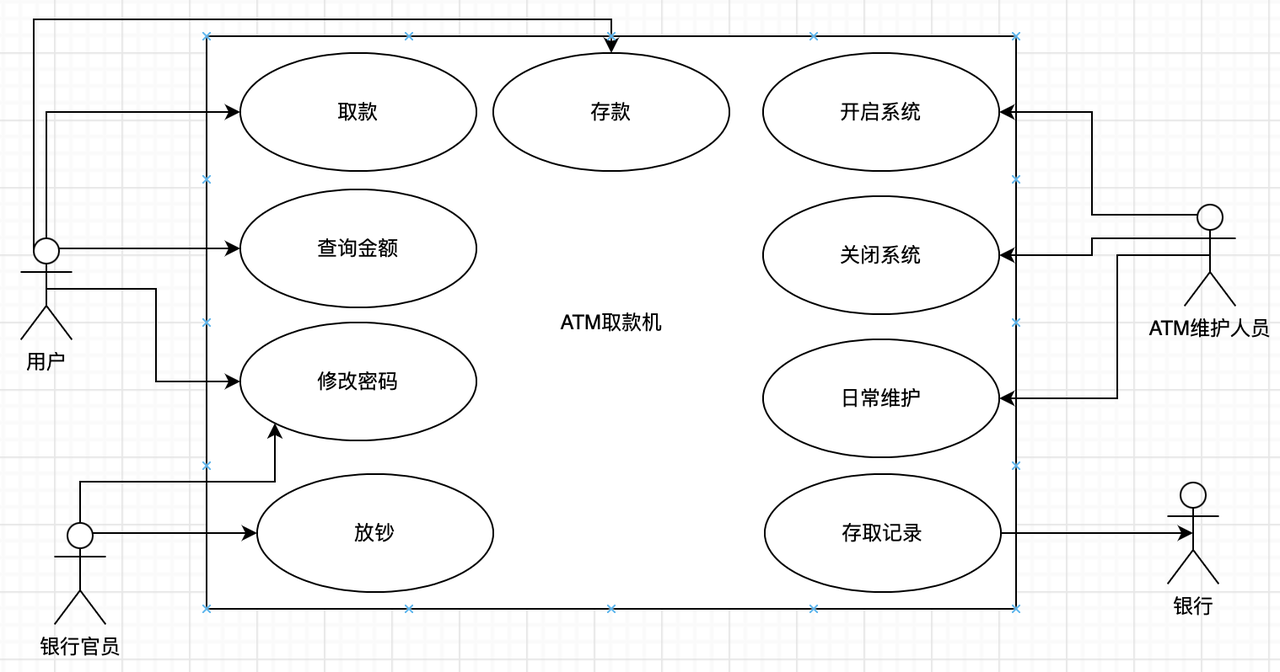 取款
存款
开启系统
查询金额
关闭系统
ATM取款机
ATM维护人员
用户
修改密码
日常维护
放钞
存取记录
银行
银行官员